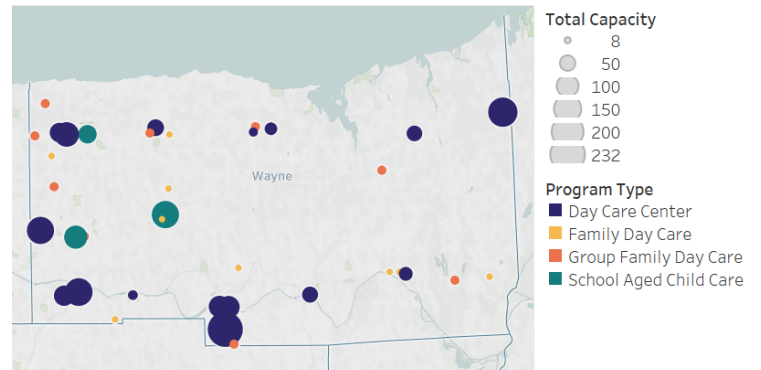 Total Capacity
8
50
100
150
200
232
Wayne
Program Type
Day Care Center
Family Day Care
Group Family Day Care
School Aged Child Care